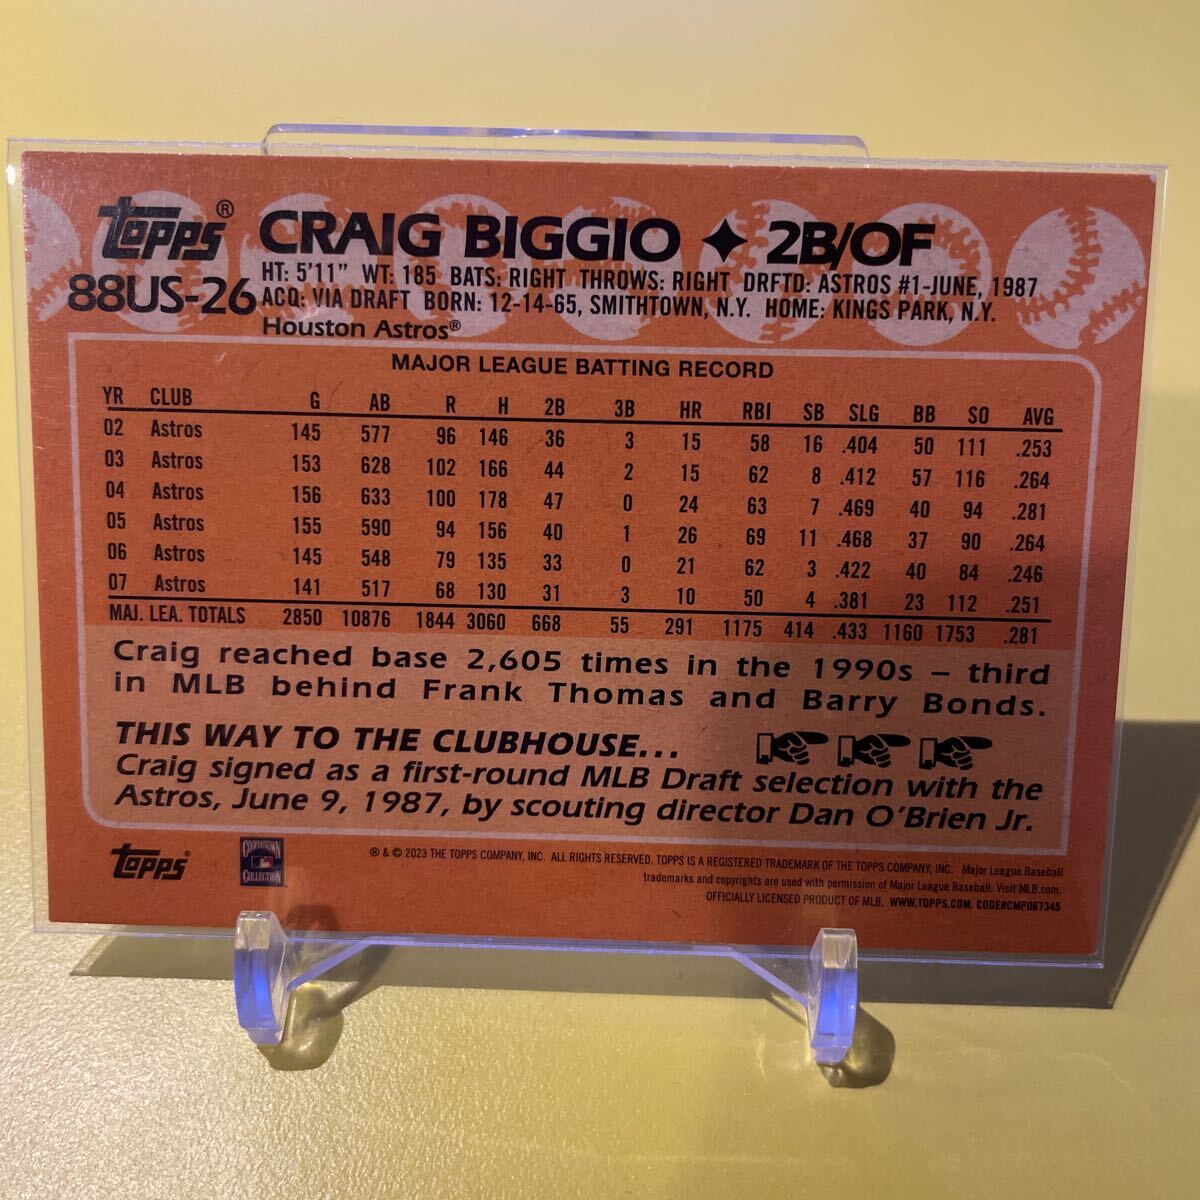 Topps®
88US-26
CRAIG BIGGIO ✦ 2B/OF
HT: 5'11" WT: 185 BATS: RIGHT THROWS: RIGHT DRFTD: ASTROS #1-JUNE, 1987
ACQ: VIA DRAFT BORN: 12-14-65, SMITHTOWN, N.Y. HOME: KINGS PARK, N.Y.
Houston Astros®
MAJOR LEAGUE BATTING RECORD
YR CLUB G AB R H 2B 3B HR RBI SB SLG BB SO AVG
02 Astros 145 577 96 146 36 3 15 58 16 .404 50 111 .253
03 Astros 153 628 102 166 44 2 15 62 8 .412 57 116 .264
04 Astros 156 633 100 178 47 0 24 63 7 .469 40 94 .281
05 Astros 155 590 94 156 40 1 26 69 11 .468 37 90 .264
06 Astros 145 548 79 135 33 0 21 62 3 .422 40 84 .246
07 Astros 141 517 68 130 31 3 10 50 4 .381 23 112 .251
MAJ. LEA. TOTALS 2850 10876 1844 3060 668 55 291 1175 414 .433 1160 1753 .281
Craig reached base 2,605 times in the 1990s – third
in MLB behind Frank Thomas and Barry Bonds.
THIS WAY TO THE CLUBHOUSE...
Craig signed as a first-round MLB Draft selection with the
Astros, June 9, 1987, by scouting director Dan O'Brien Jr.
Topps®
COOPERSTOWN
COLLECTION
® & © 2023 THE TOPPS COMPANY, INC. ALL RIGHTS RESERVED. TOPPS IS A REGISTERED TRADEMARK OF THE TOPPS COMPANY, INC. Major League Baseball
trademarks and copyrights are used with permission of Major League Baseball. Visit MLB.com.
OFFICIALLY LICENSED PRODUCT OF MLB. WWW.TOPPS.COM. CODE#CMP067345